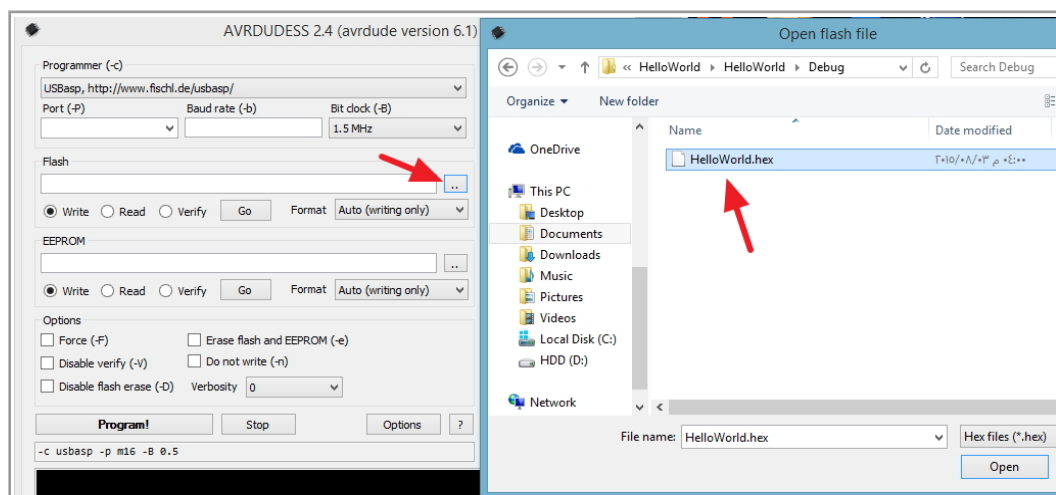 AVRDUDESS 2.4 (avrdude version 6.1)
Programmer (-c)
USBasp, http://www.fischl.de/usbasp/
Port (-P) Baud rate (-b) Bit clock (-B)
1.5 MHz
Flash
..
Write Read Verify Go Format Auto (writing only)
EEPROM
..
Write Read Verify Go Format Auto (writing only)
Options
Force (-F) Erase flash and EEPROM (-e)
Disable verify (-V) Do not write (-n)
Disable flash erase (-D) Verbosity 0
Program! Stop Options ?
-c usbasp -p m16 -B 0.5
Open flash file
« HelloWorld HelloWorld Debug Search Debug
Organize New folder
Name Date modified
HelloWorld.hex ٢٠١٥/٠٨/٠٣ م ٠٤:٠٠
OneDrive
This PC
Desktop
Documents
Downloads
Music
Pictures
Videos
Local Disk (C:)
HDD (D:)
Network
File name: HelloWorld.hex Hex files (*.hex)
Open